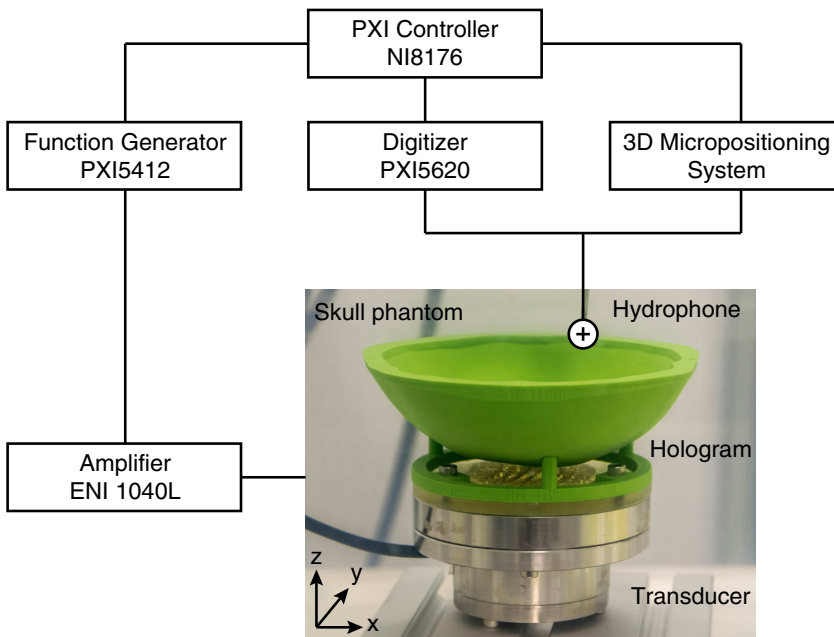 PXI Controller
NI8176
Function Generator
PXI5412
Digitizer
PXI5620
3D Micropositioning
System
Skull phantom
Hydrophone
Hologram
Amplifier
ENI 1040L
z
y
x
Transducer